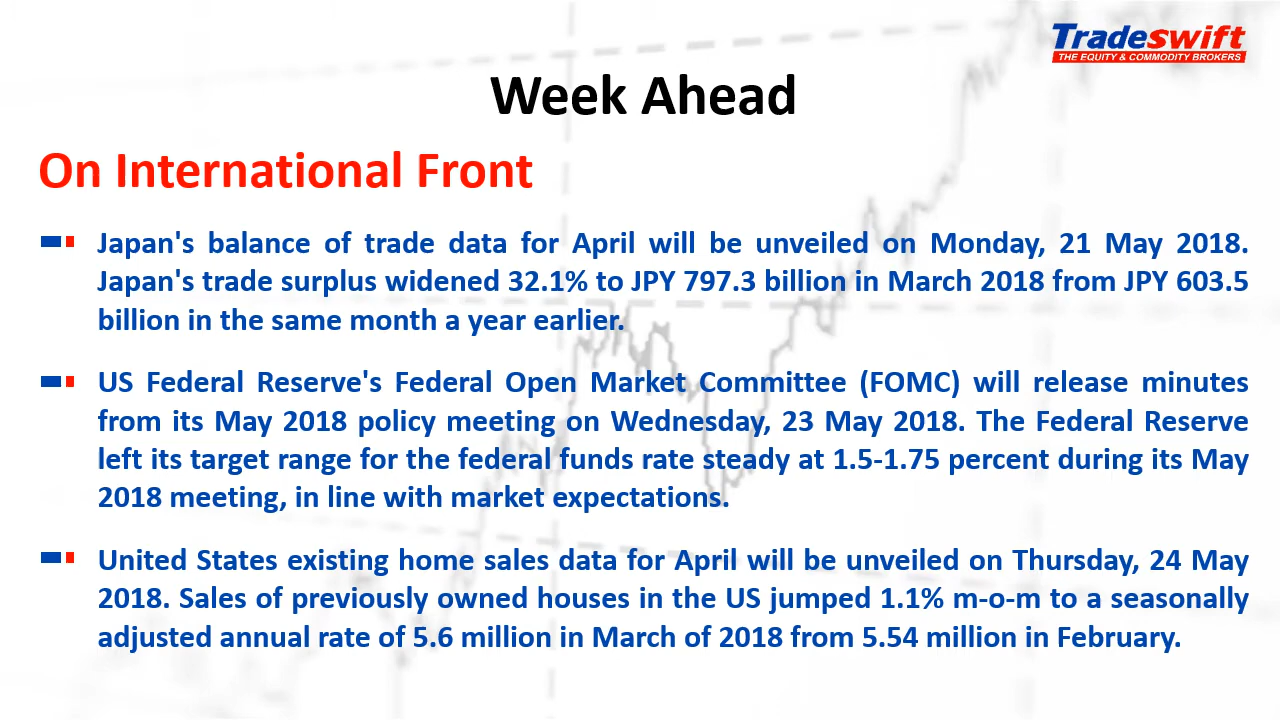 Tradeswift
THE EQUITY & COMMODITY BROKERS
Week Ahead
On International Front
Japan's balance of trade data for April will be unveiled on Monday, 21 May 2018.
Japan's trade surplus widened 32.1% to JPY 797.3 billion in March 2018 from JPY 603.5
billion in the same month a year earlier.
US Federal Reserve's Federal Open Market Committee (FOMC) will release minutes
from its May 2018 policy meeting on Wednesday, 23 May 2018. The Federal Reserve
left its target range for the federal funds rate steady at 1.5-1.75 percent during its May
2018 meeting, in line with market expectations.
United States existing home sales data for April will be unveiled on Thursday, 24 May
2018. Sales of previously owned houses in the US jumped 1.1% m-o-m to a seasonally
adjusted annual rate of 5.6 million in March of 2018 from 5.54 million in February.